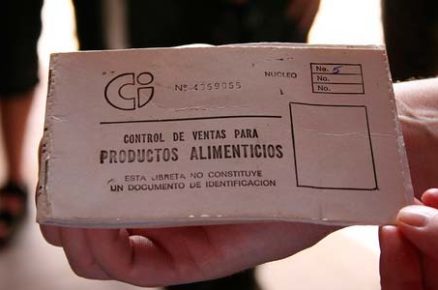 Ci
Nº 4059055
NUCLEO
No. 5
No.
No.
CONTROL DE VENTAS PARA
PRODUCTOS ALIMENTICIOS
ESTA LIBRETA NO CONSTITUYE
UN DOCUMENTO DE IDENTIFICACION